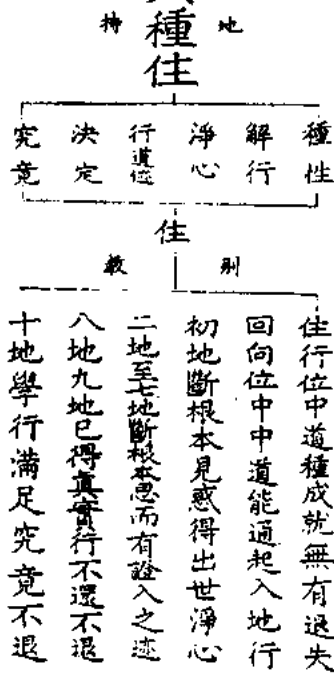 地持
種住
種性
解行
淨心
行道迹
決定
究竟
住
別教
住行位中道種成就無有退失
回向位中中道能通起入地行
初地斷根本見惑得出世淨心
二地至七地斷根本思而有證入之迹
八地九地已得真實行不還不退
十地學行滿足究竟不退